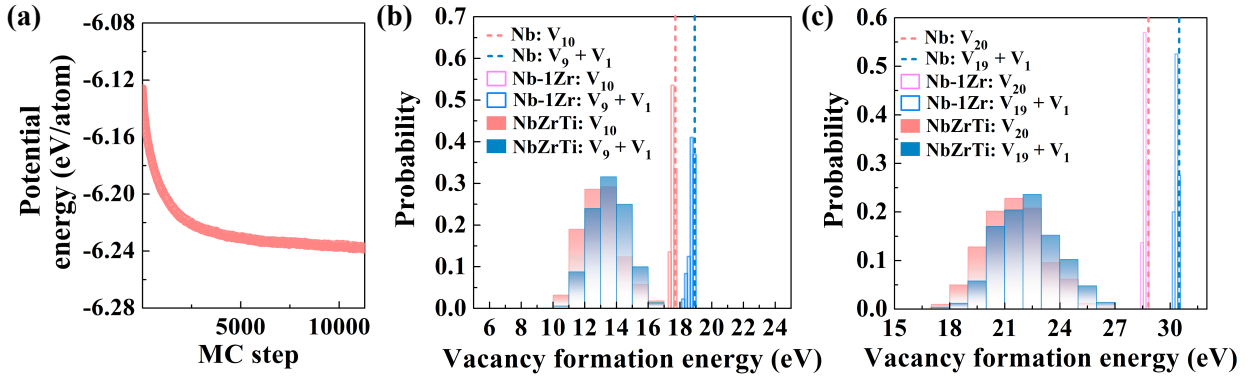 (a)
-6.08
-6.12
-6.16
-6.20
-6.24
-6.28
Potential
energy (eV/atom)
5000 10000
MC step
(b)
0.7
0.6
0.5
0.4
0.3
0.2
0.1
0.0
Probability
Nb: V10
Nb: V9 + V1
Nb-1Zr: V10
Nb-1Zr: V9 + V1
NbZrTi: V10
NbZrTi: V9 + V1
6 8 10 12 14 16 18 20 22 24
Vacancy formation energy (eV)
(c)
0.6
0.5
0.4
0.3
0.2
0.1
0.0
Probability
Nb: V20
Nb: V19 + V1
Nb-1Zr: V20
Nb-1Zr: V19 + V1
NbZrTi: V20
NbZrTi: V19 + V1
15 18 21 24 27 30
Vacancy formation energy (eV)